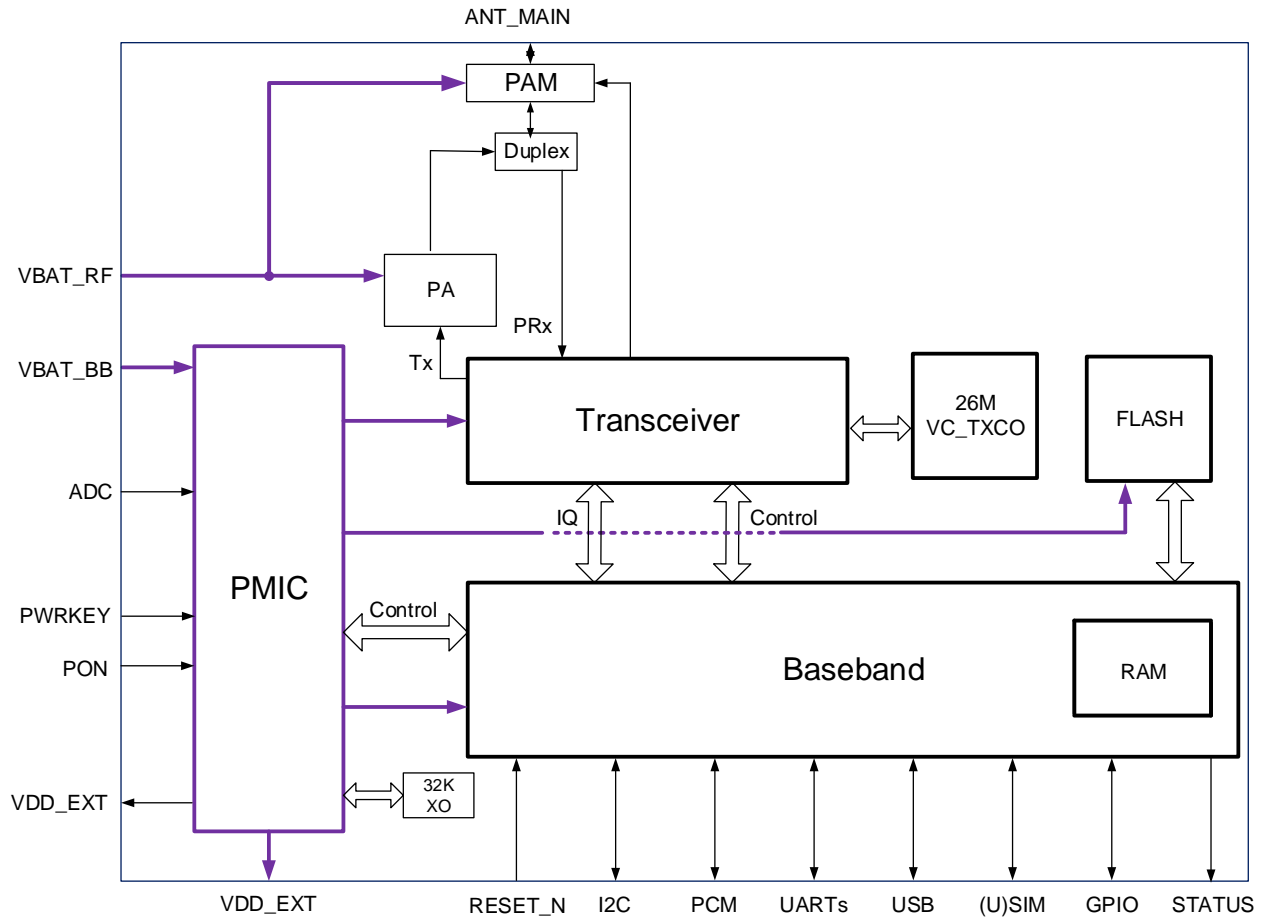 ANT_MAIN
PAM
Duplex
VBAT_RF
PA
PRx
Tx
VBAT_BB
Transceiver
26M
VC_TXCO
FLASH
ADC
IQ
Control
PMIC
PWRKEY
Control
PON
Baseband
RAM
32K
XO
VDD_EXT
VDD_EXT
RESET_N
I2C
PCM
UARTs
USB
(U)SIM
GPIO
STATUS